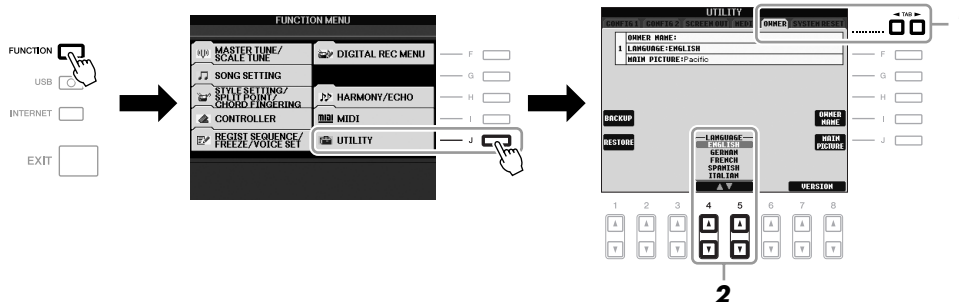 FUNCTION
USB
INTERNET
EXIT
FUNCTION MENU
MASTER TUNE/
SCALE TUNE
SONG SETTING
STYLE SETTING/
SPLIT POINT/
CHORD FINGERING
CONTROLLER
REGIST SEQUENCE/
FREEZE/VOICE SET
DIGITAL REC MENU
HARMONY/ECHO
MIDI MIDI
UTILITY
F
G
H
I
J
UTILITY
CONFIG 1 CONFIG 2 SCREEN OUT MEDIA OWNER SYSTEM RESET
TAB
OWNER NAME:
1 LANGUAGE:ENGLISH
MAIN PICTURE:Pacific
BACKUP
RESTORE
OWNER
NAME
MAIN
PICTURE
LANGUAGE
ENGLISH
GERMAN
FRENCH
SPANISH
ITALIAN
VERSION
F
G
H
I
J
1 2 3 4 5 6 7 8
2